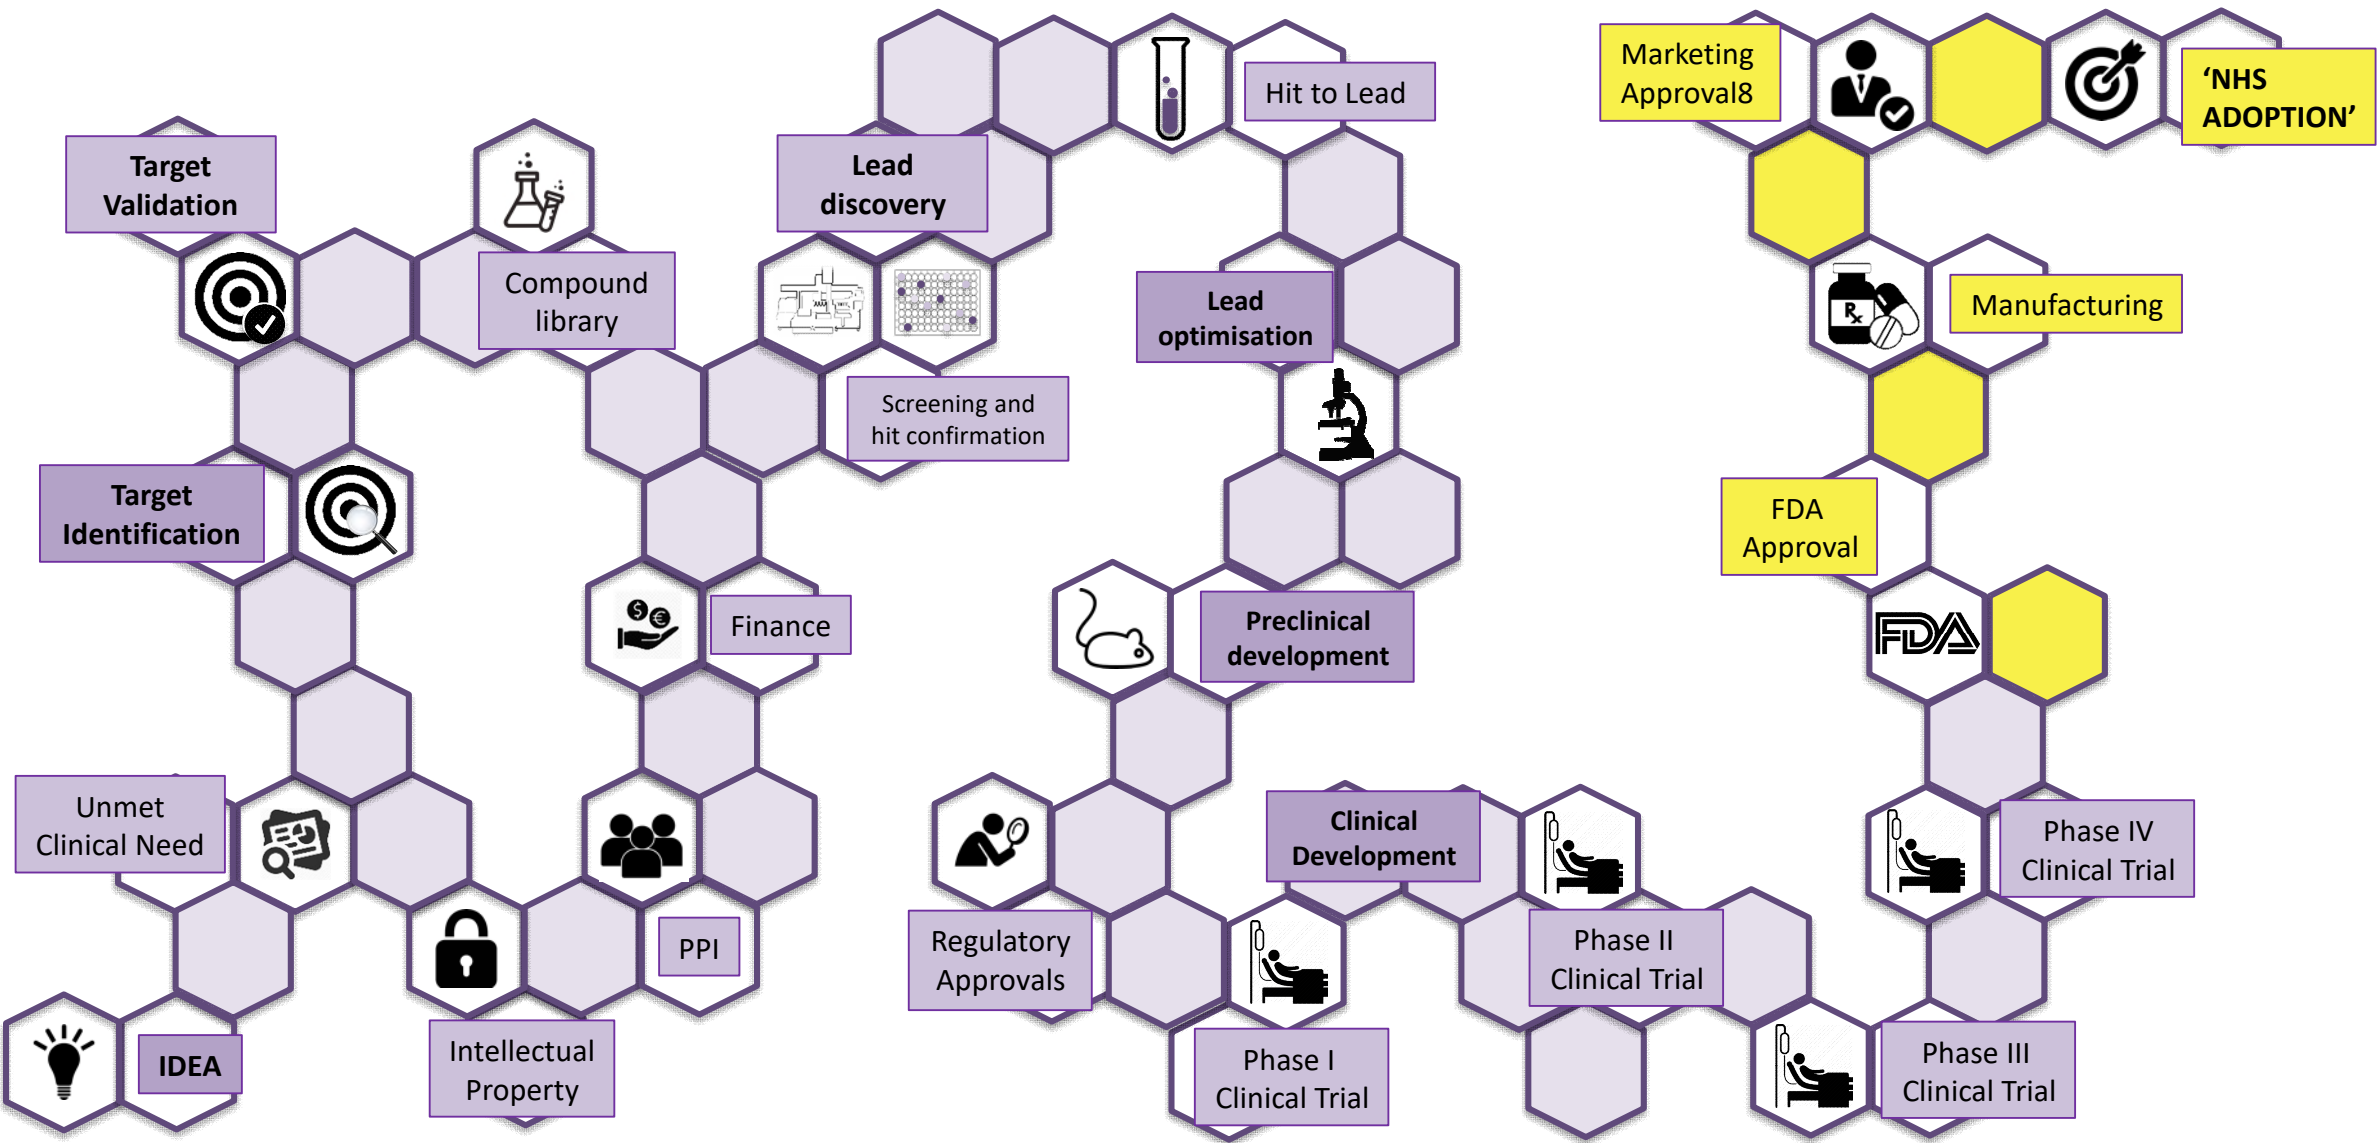 Target
Validation
Compound
library
Lead
discovery
Screening and
hit confirmation
Hit to Lead
Lead
optimisation
Target
Identification
Finance
Preclinical
development
Unmet
Clinical Need
PPI
Intellectual
Property
IDEA
Regulatory
Approvals
Clinical
Development
Phase I
Clinical Trial
Phase II
Clinical Trial
Phase III
Clinical Trial
Phase IV
Clinical Trial
FDA
FDA
Approval
Manufacturing
Rx
Marketing
Approval8
‘NHS
ADOPTION’
$ €